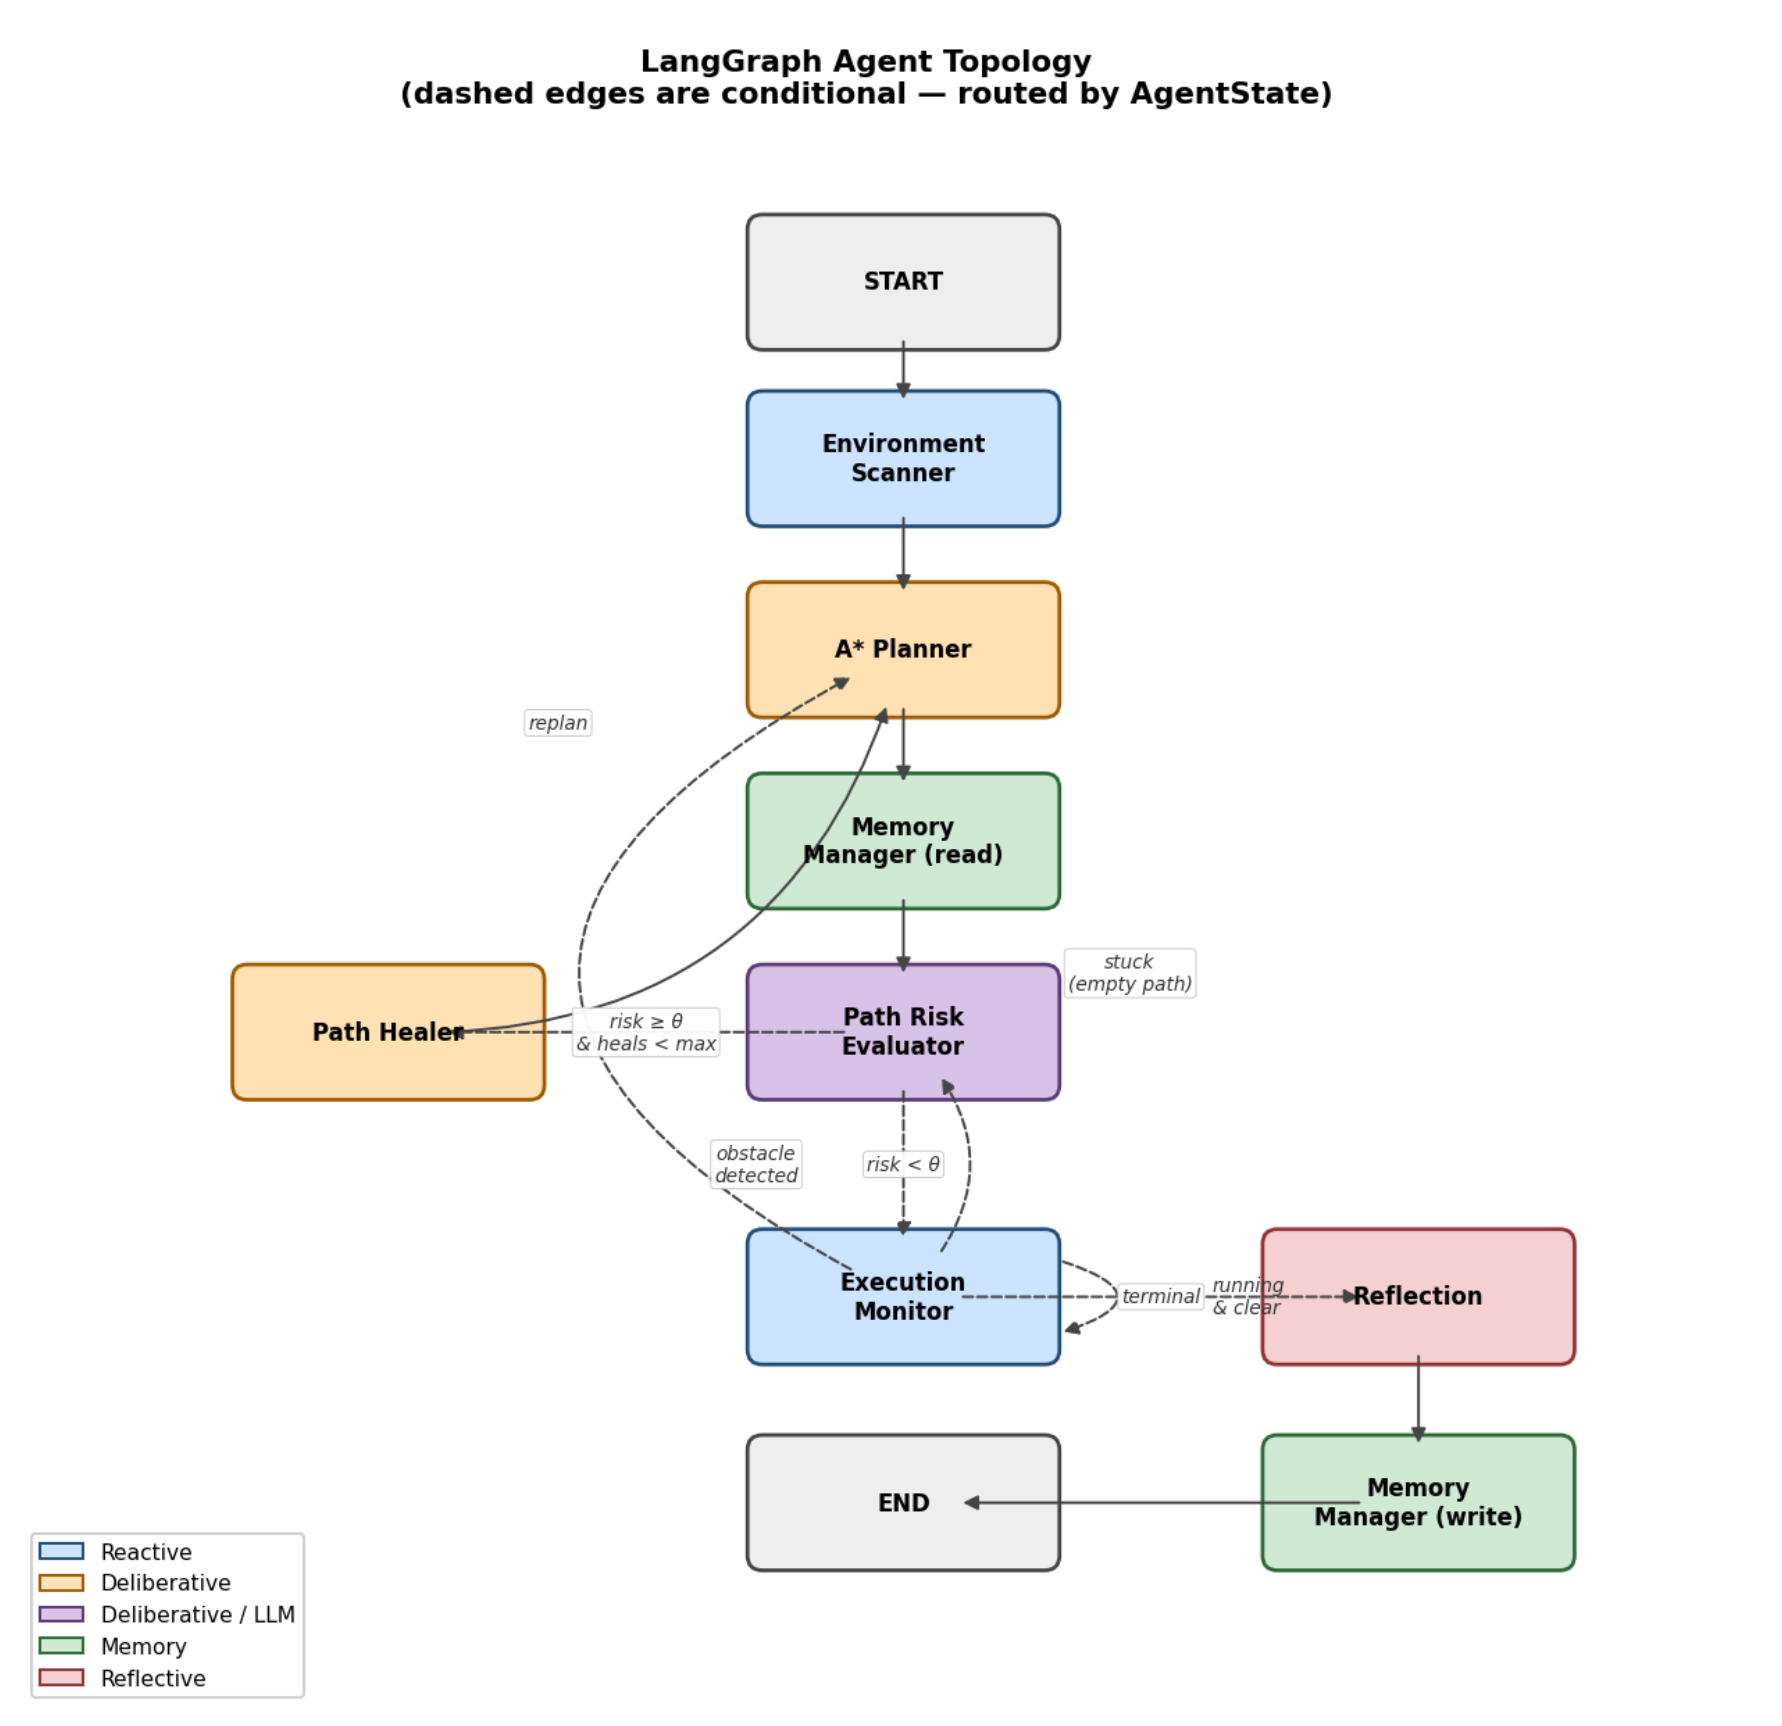 LangGraph Agent Topology
(dashed edges are conditional — routed by AgentState)
START
Environment
Scanner
A* Planner
replan
Memory
Manager (read)
stuck
(empty path)
Path Healer
risk ≥ θ
& heals < max
Path Risk
Evaluator
obstacle
detected
risk < θ
Execution
Monitor
terminal
running
& clear
Reflection
END
Memory
Manager (write)
Reactive
Deliberative
Deliberative / LLM
Memory
Reflective